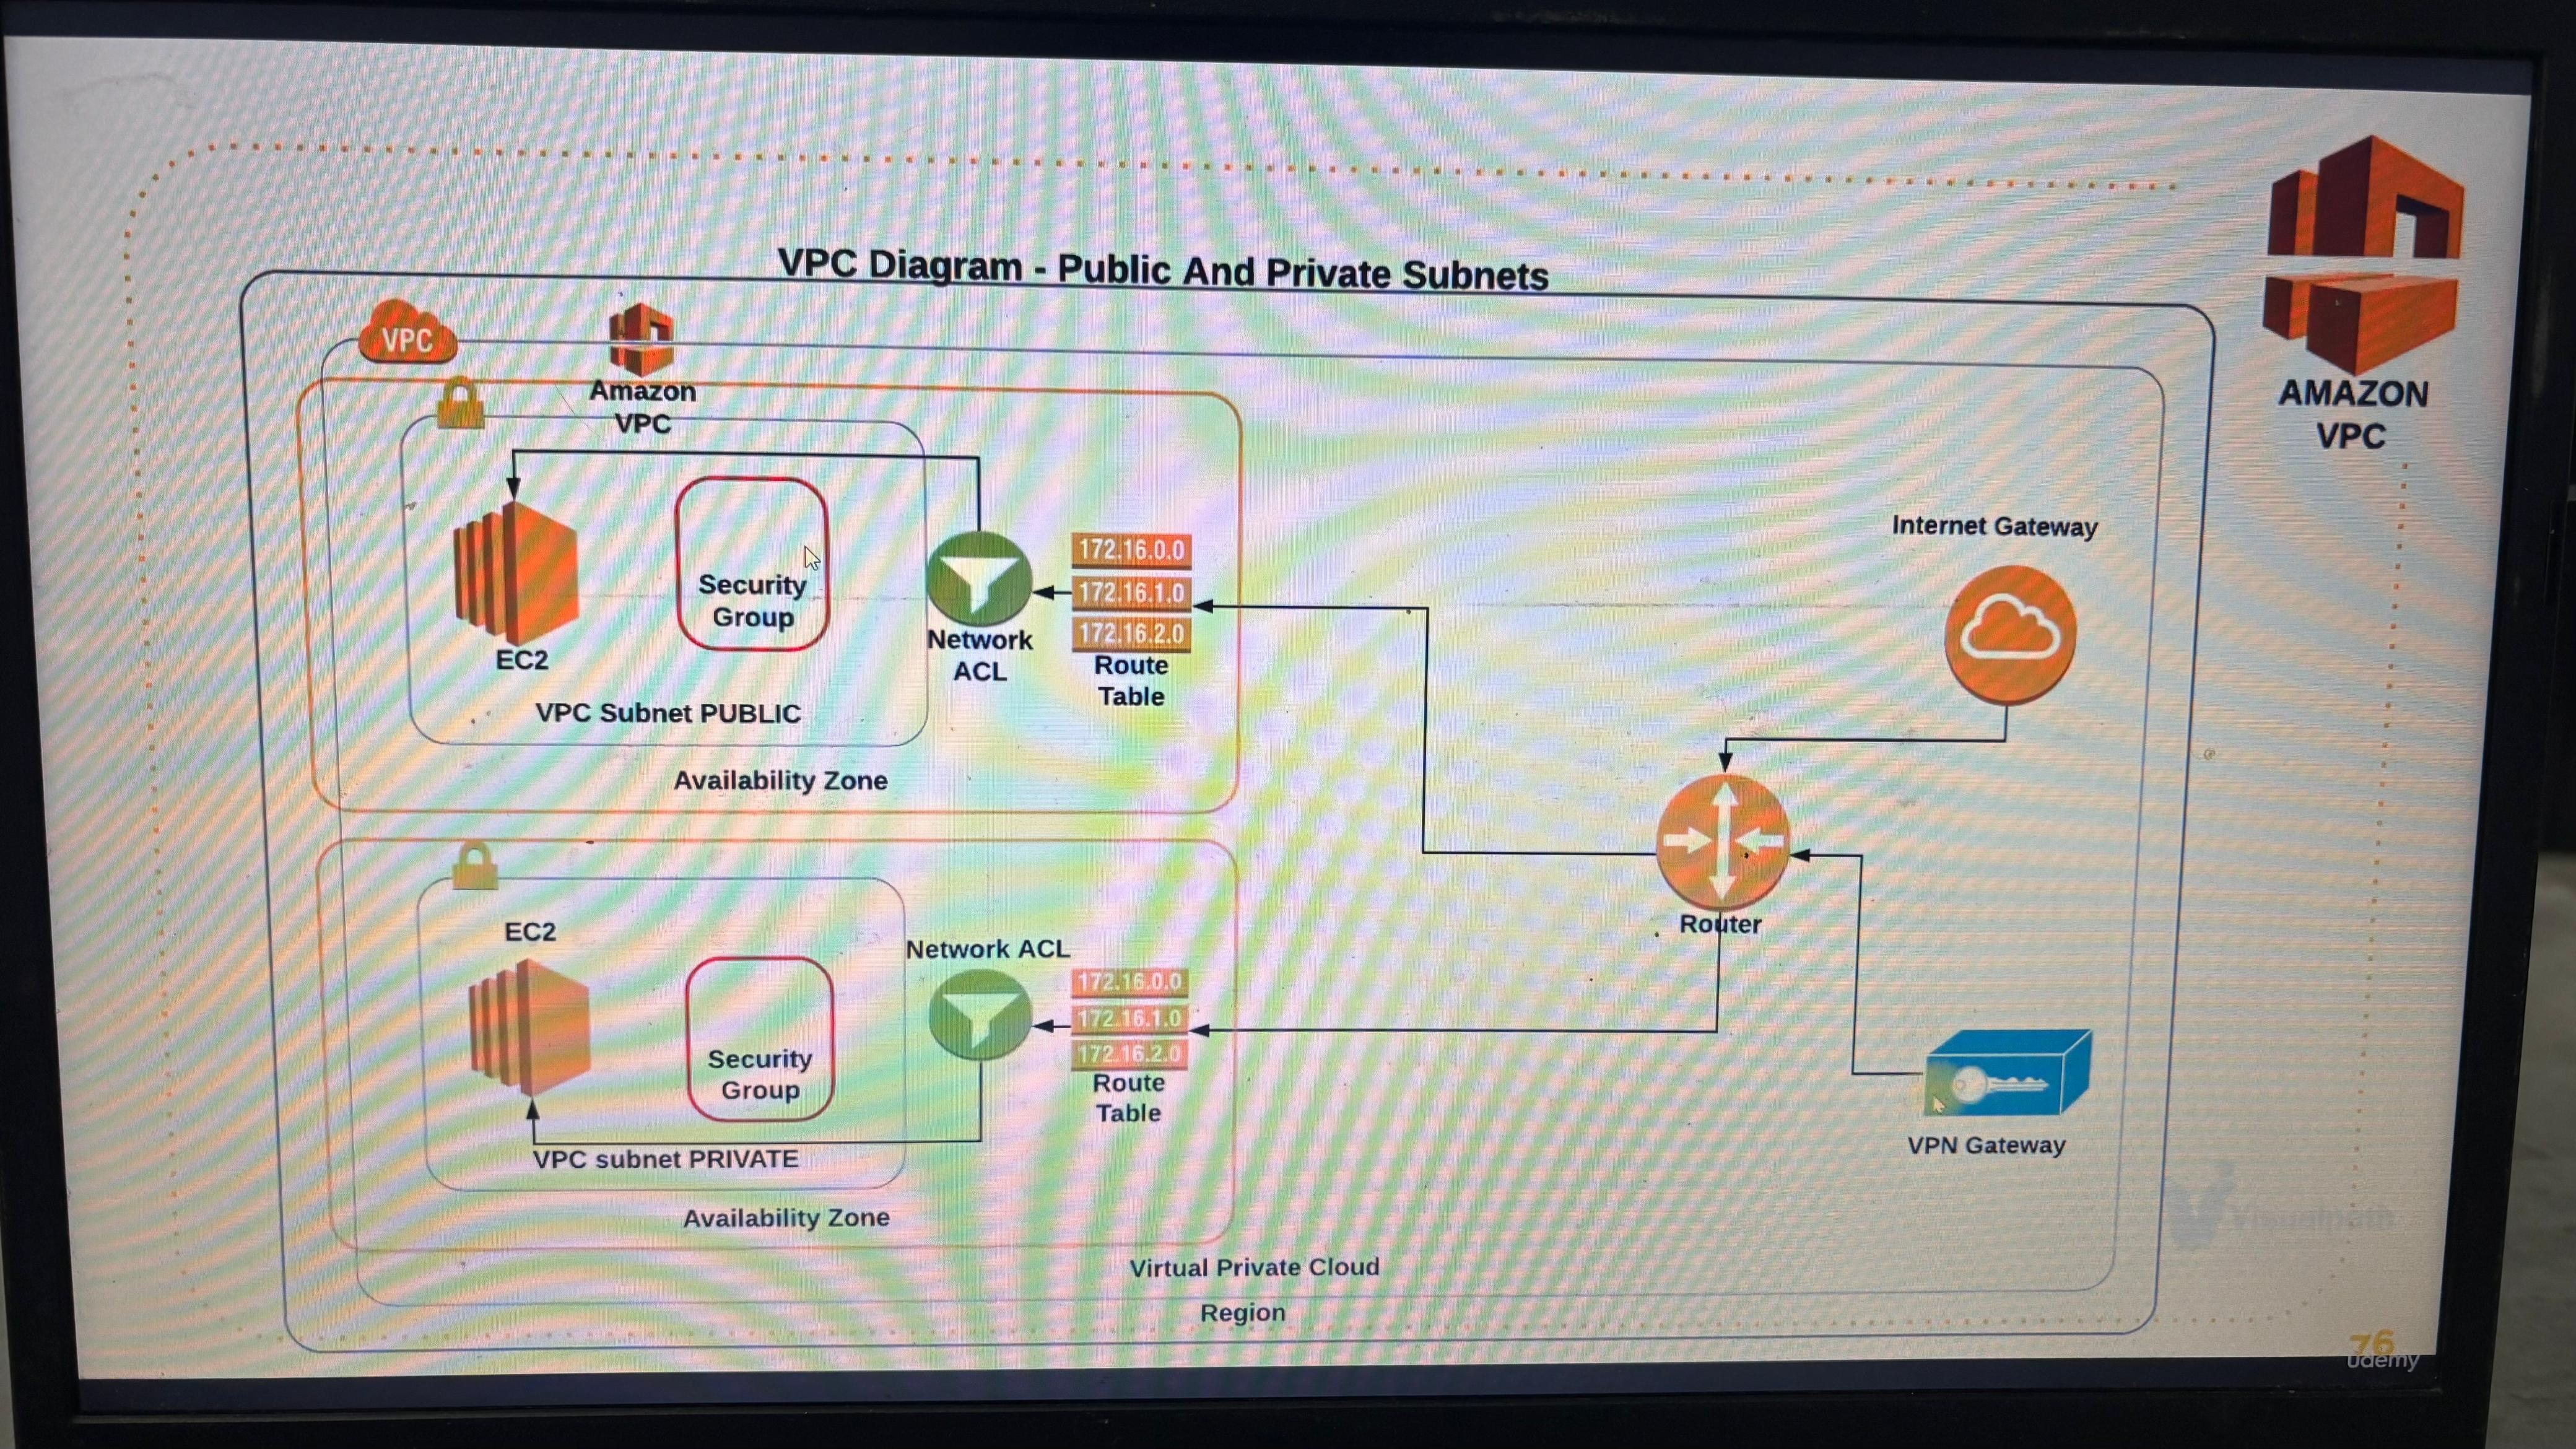 VPC Diagram - Public And Private Subnets
VPC
Amazon
VPC
AMAZON
VPC
EC2
Security
Group
Network
ACL
172.16.0.0
172.16.1.0
172.16.2.0
Route
Table
VPC Subnet PUBLIC
Availability Zone
Internet Gateway
Router
EC2
Security
Group
Network ACL
172.16.0.0
172.16.1.0
172.16.2.0
Route
Table
VPC subnet PRIVATE
Availability Zone
VPN Gateway
Visualpath
Virtual Private Cloud
Region
76
udemy